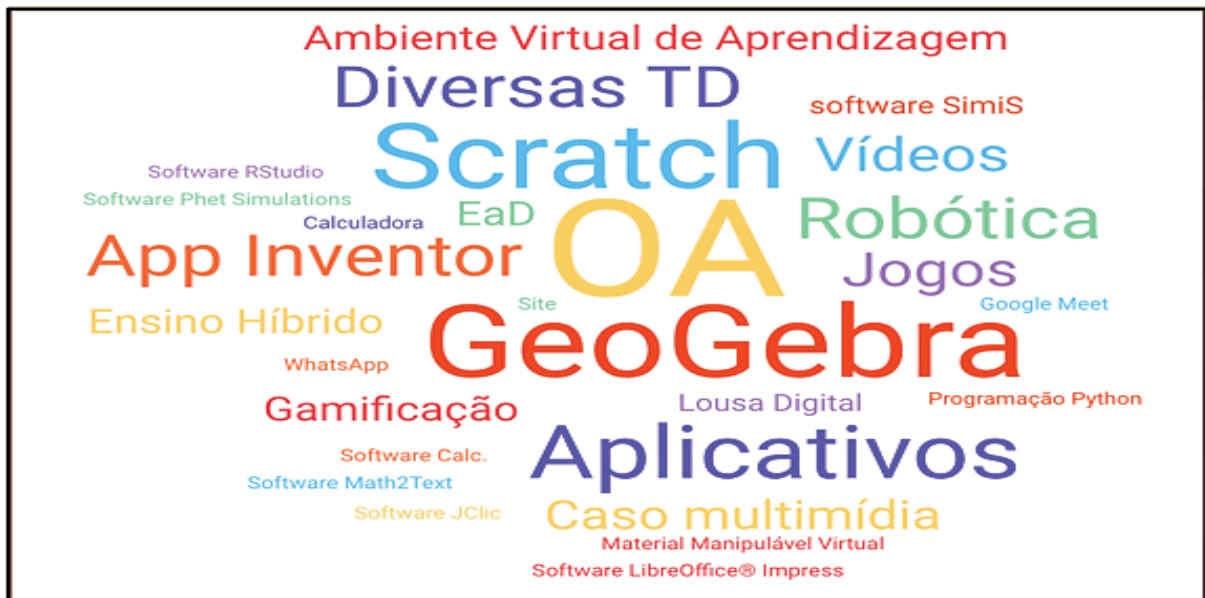 Ambiente Virtual de Aprendizagem
Diversas TD
software SimiS
Scratch
Vídeos
Software RStudio
Software Phet Simulations
Calculadora
EaD
OA
Robótica
App Inventor
Jogos
Ensino Híbrido
Site
GeoGebra
Google Meet
WhatsApp
Gamificação
Lousa Digital
Programação Python
Software Calc.
Aplicativos
Software Math2Text
Software JClic
Caso multimídia
Material Manipulável Virtual
Software LibreOffice® Impress